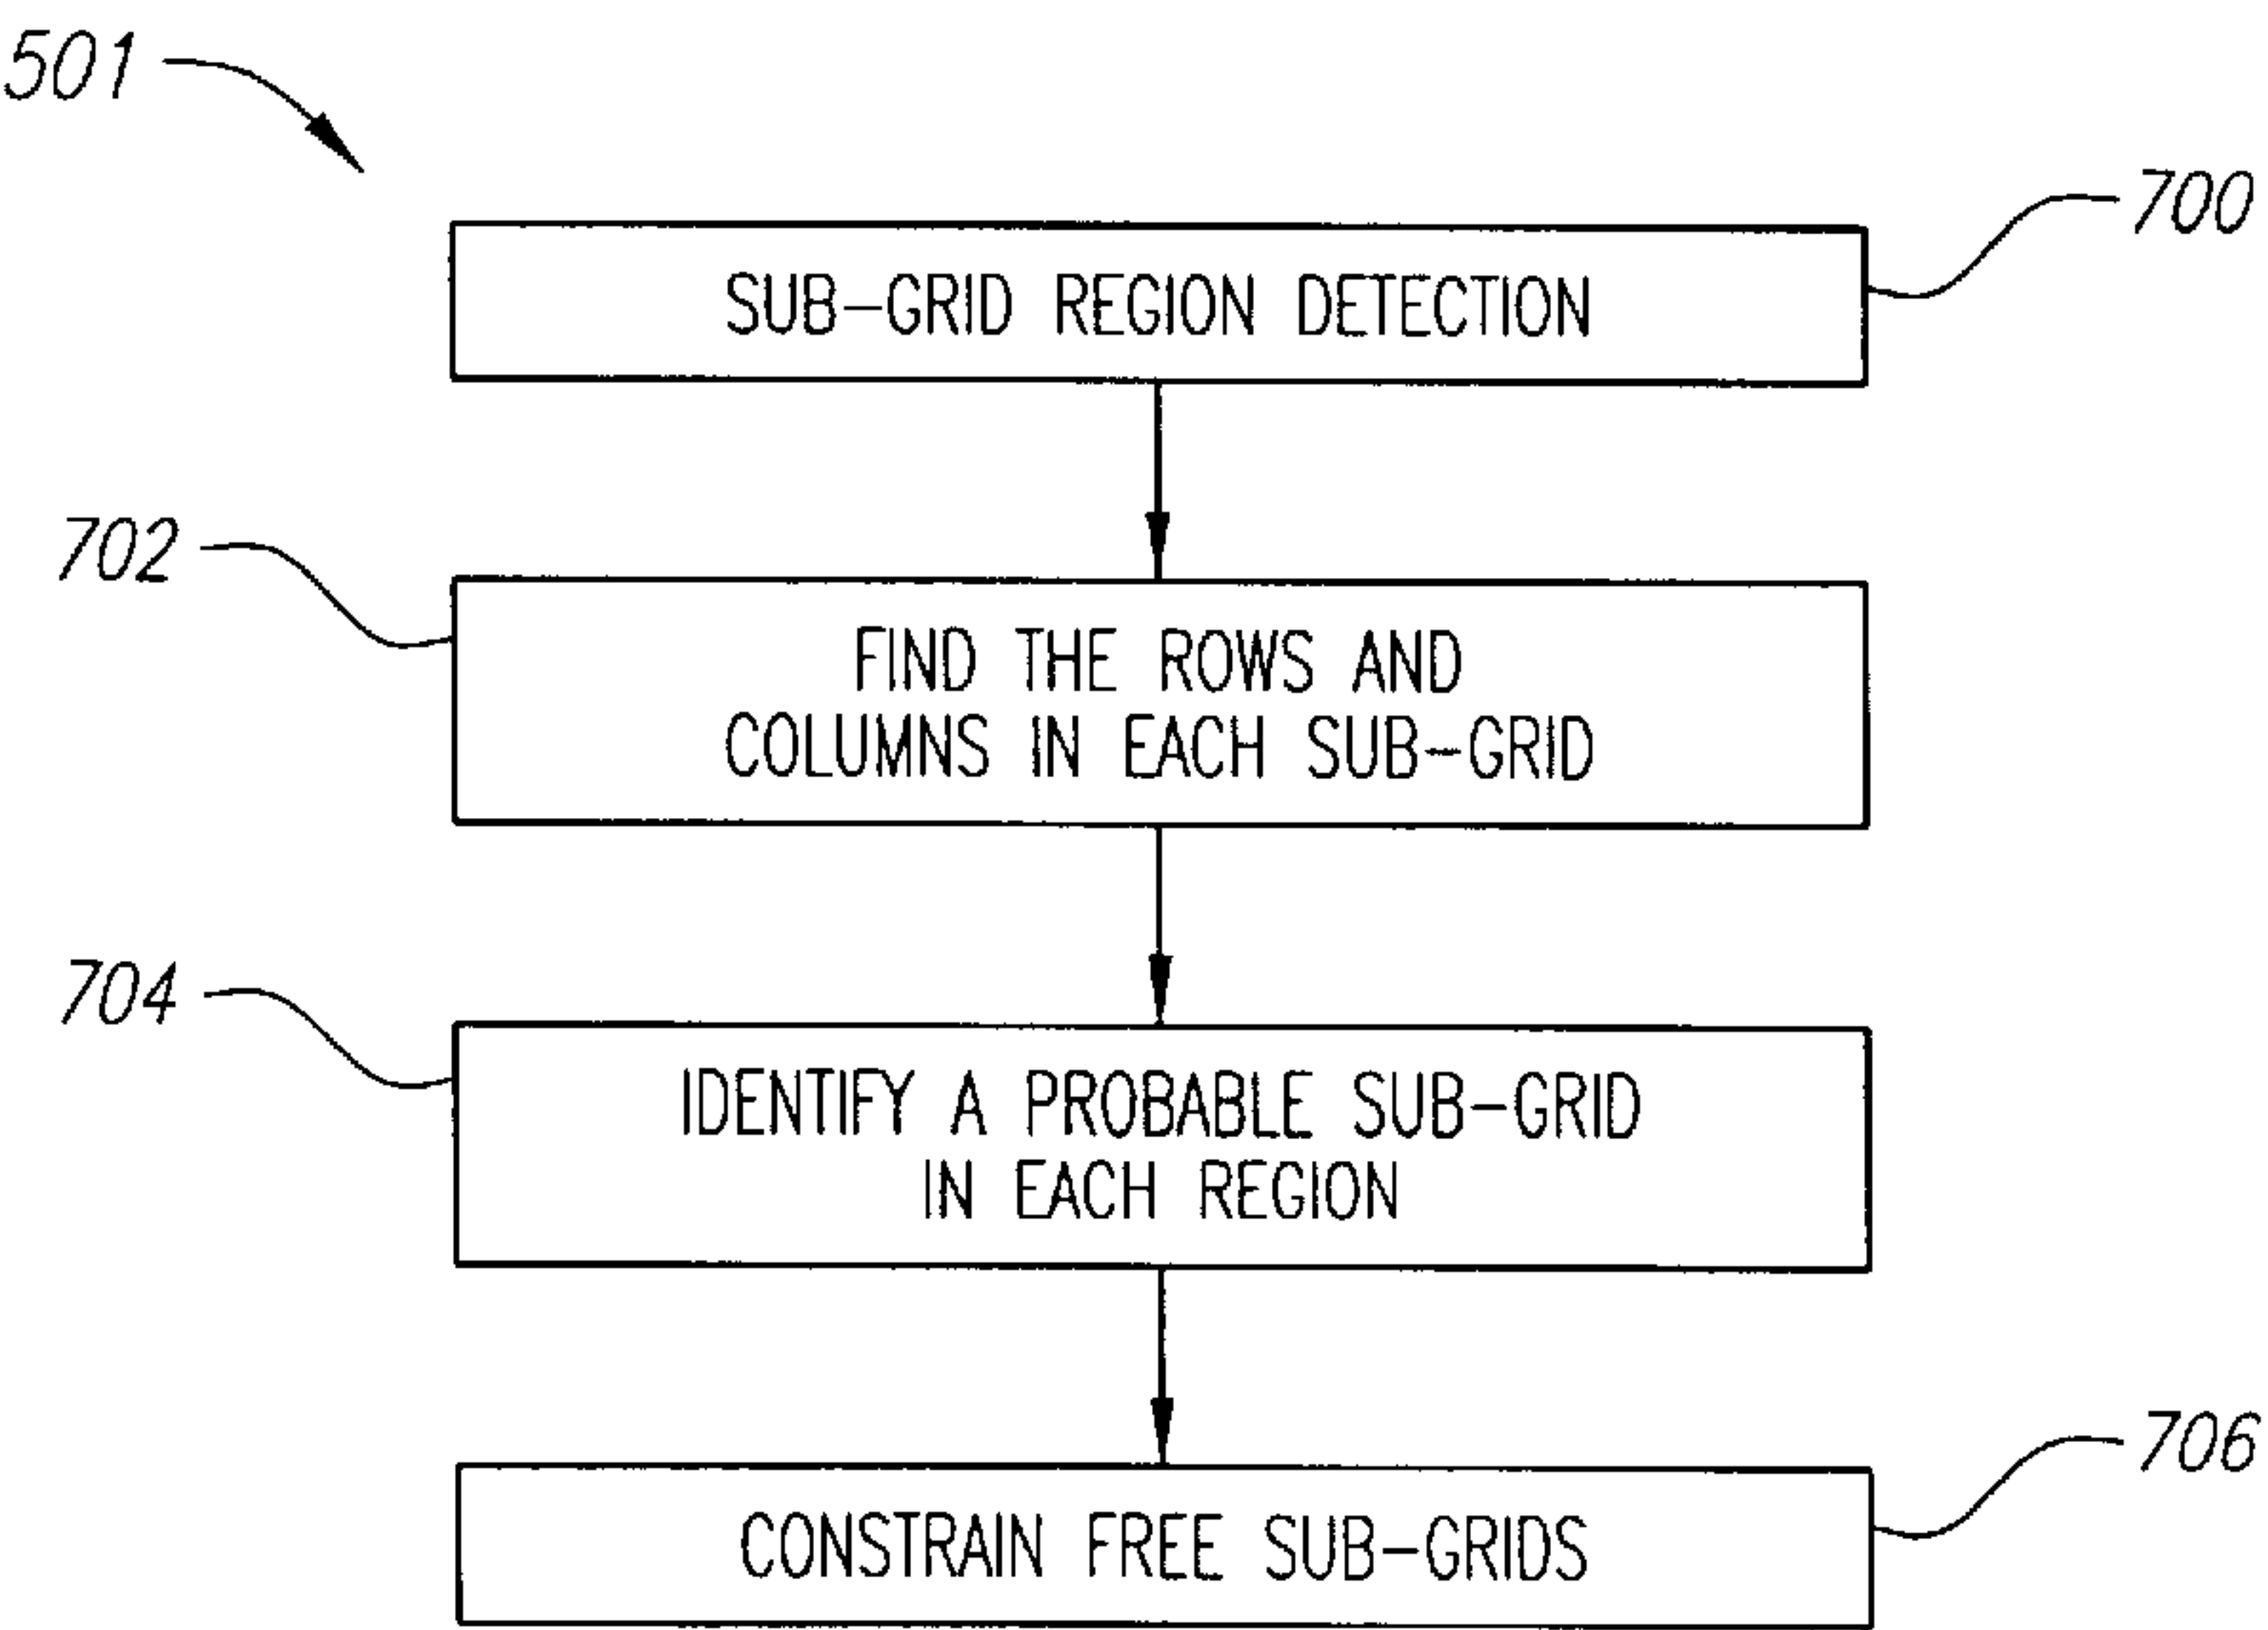 501
700
SUB-GRID REGION DETECTION
702
FIND THE ROWS AND
COLUMNS IN EACH SUB-GRID
704
IDENTIFY A PROBABLE SUB-GRID
IN EACH REGION
706
CONSTRAIN FREE SUB-GRIDS